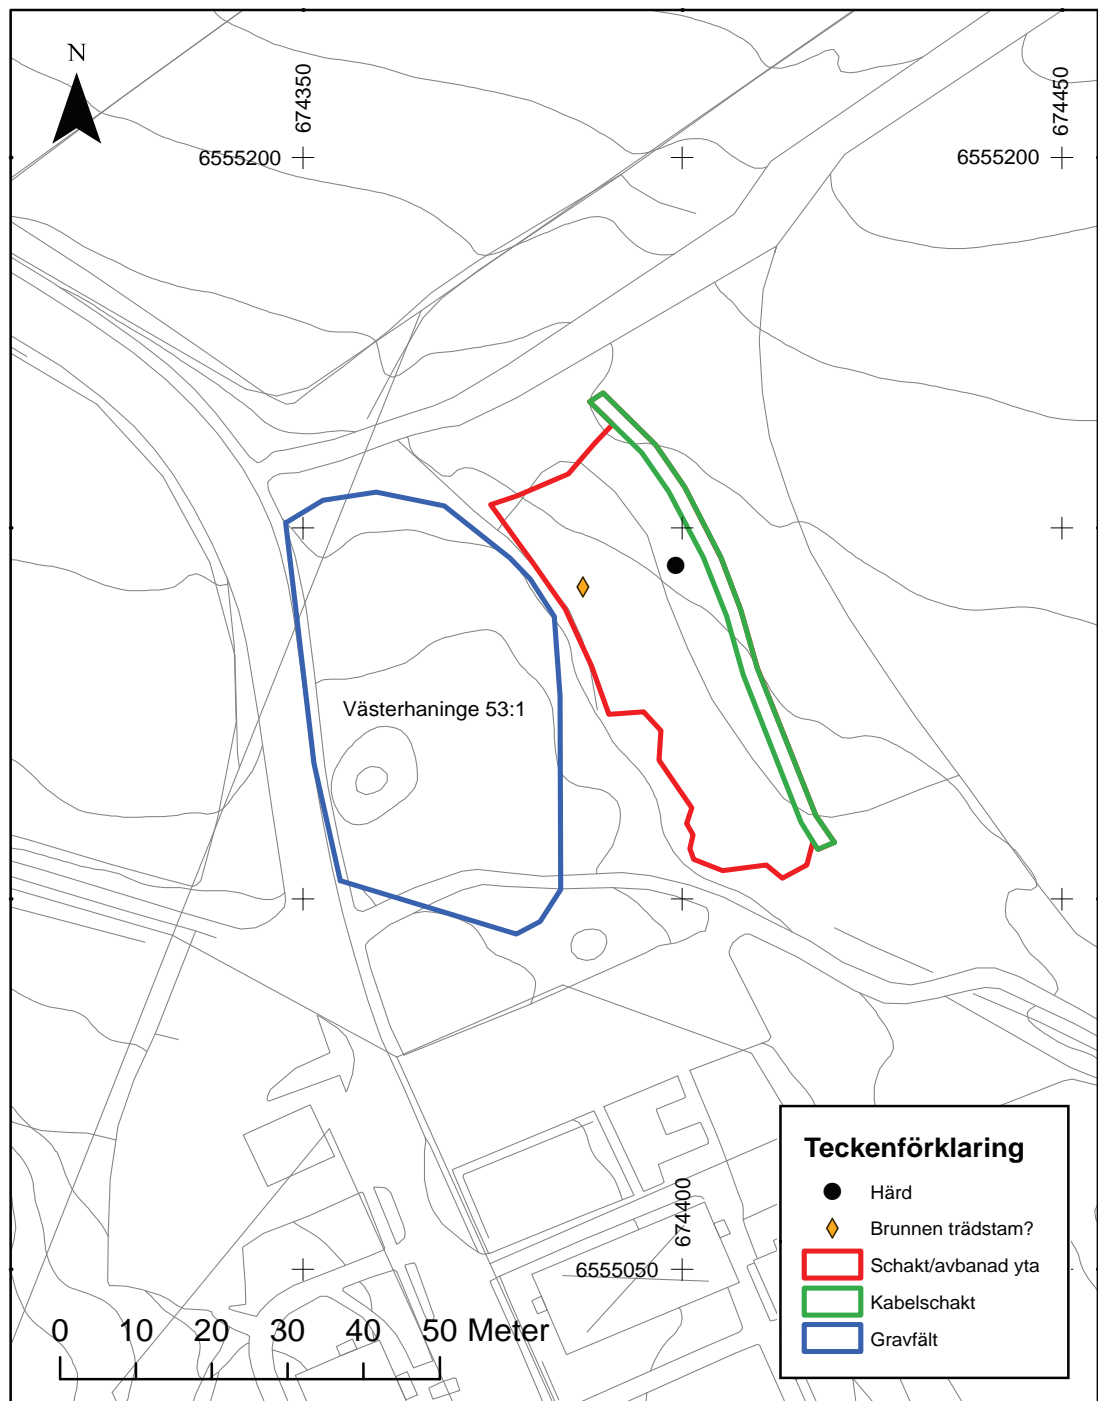 N
674350
674450
6555200
6555200
Västerhaninge 53:1
674400
6555050
0 10 20 30 40 50 Meter
Teckenförklaring
Härd
Brunnen trädstam?
Schakt/avbanad yta
Kabelschakt
Gravfält